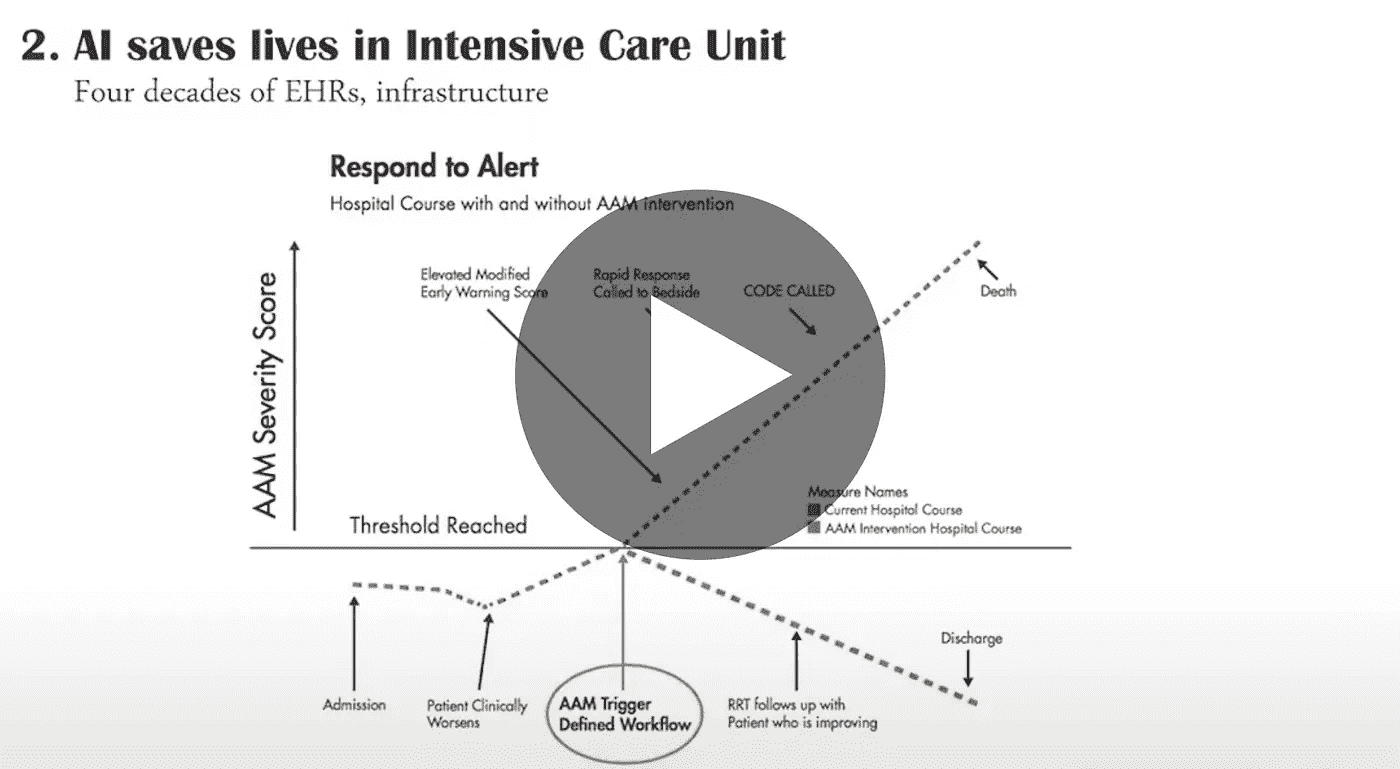 2. AI saves lives in Intensive Care Unit
Four decades of EHRs, infrastructure
Respond to Alert
Hospital Course with and without AAM intervention
AAM Severity Score
Elevated Modified
Early Warning Score
Rapid Response
Called to Bedside
CODE CALLED
Death
Measure Names
Current Hospital Course
AAM Intervention Hospital Course
Threshold Reached
Discharge
Admission
Patient Clinically
Worsens
AAM Trigger
Defined Workflow
RRT follows up with
Patient who is improving